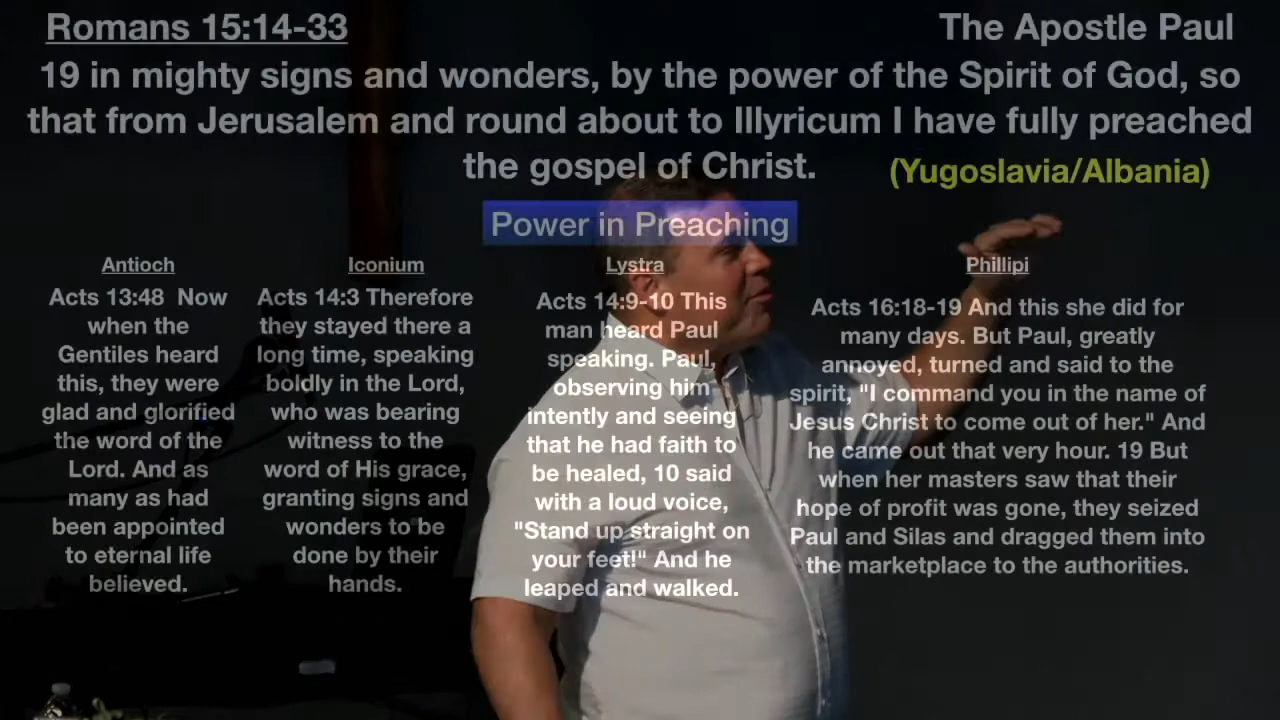 Romans 15:14-33
The Apostle Paul
19 in mighty signs and wonders, by the power of the Spirit of God, so
that from Jerusalem and round about to Illyricum I have fully preached
the gospel of Christ.
(Yugoslavia/Albania)
Power in Preaching
Antioch
Acts 13:48  Now
when the
Gentiles heard
this, they were
glad and glorified
the word of the
Lord. And as
many as had
been appointed
to eternal life
believed.
Iconium
Acts 14:3 Therefore
they stayed there a
long time, speaking
boldly in the Lord,
who was bearing
witness to the
word of His grace,
granting signs and
wonders to be
done by their
hands.
Lystra
Acts 14:9-10 This
man heard Paul
speaking. Paul,
observing him
intently and seeing
that he had faith to
be healed, 10 said
with a loud voice,
"Stand up straight on
your feet!" And he
leaped and walked.
Phillipi
Acts 16:18-19 And this she did for
many days. But Paul, greatly
annoyed, turned and said to the
spirit, "I command you in the name of
Jesus Christ to come out of her." And
he came out that very hour. 19 But
when her masters saw that their
hope of profit was gone, they seized
Paul and Silas and dragged them into
the marketplace to the authorities.